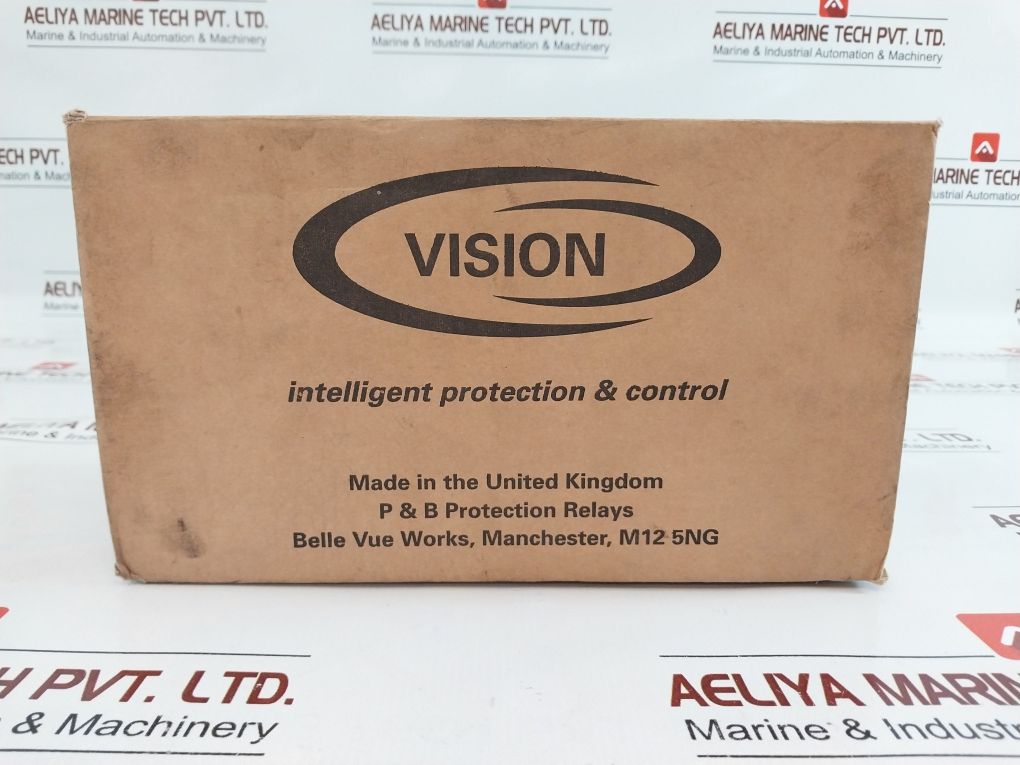 AELIYA MARINE TECH PVT. LTD.
Marine & Industrial Automation & Machinery
AELIYA MARINE TECH PVT. LTD.
Marine & Industrial Automation & Machinery
AELIYA MARINE TECH PVT. LTD.
Marine & Industrial Automation & Machinery
VISION
intelligent protection & control
Made in the United Kingdom
P & B Protection Relays
Belle Vue Works, Manchester, M12 5NG
PVT. LTD.
& Machinery
AELIYA MARIN
Marine & Indust